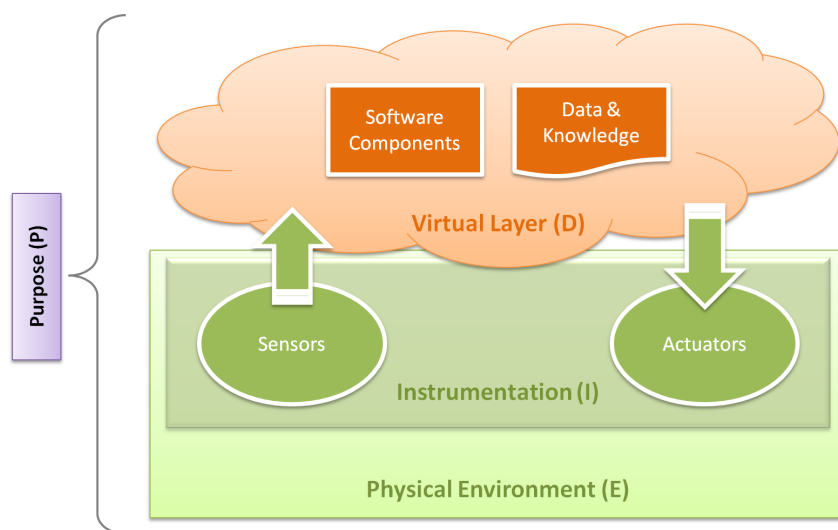 Purpose (P)
Software
Components
Data &
Knowledge
Virtual Layer (D)
Sensors
Actuators
Instrumentation (I)
Physical Environment (E)